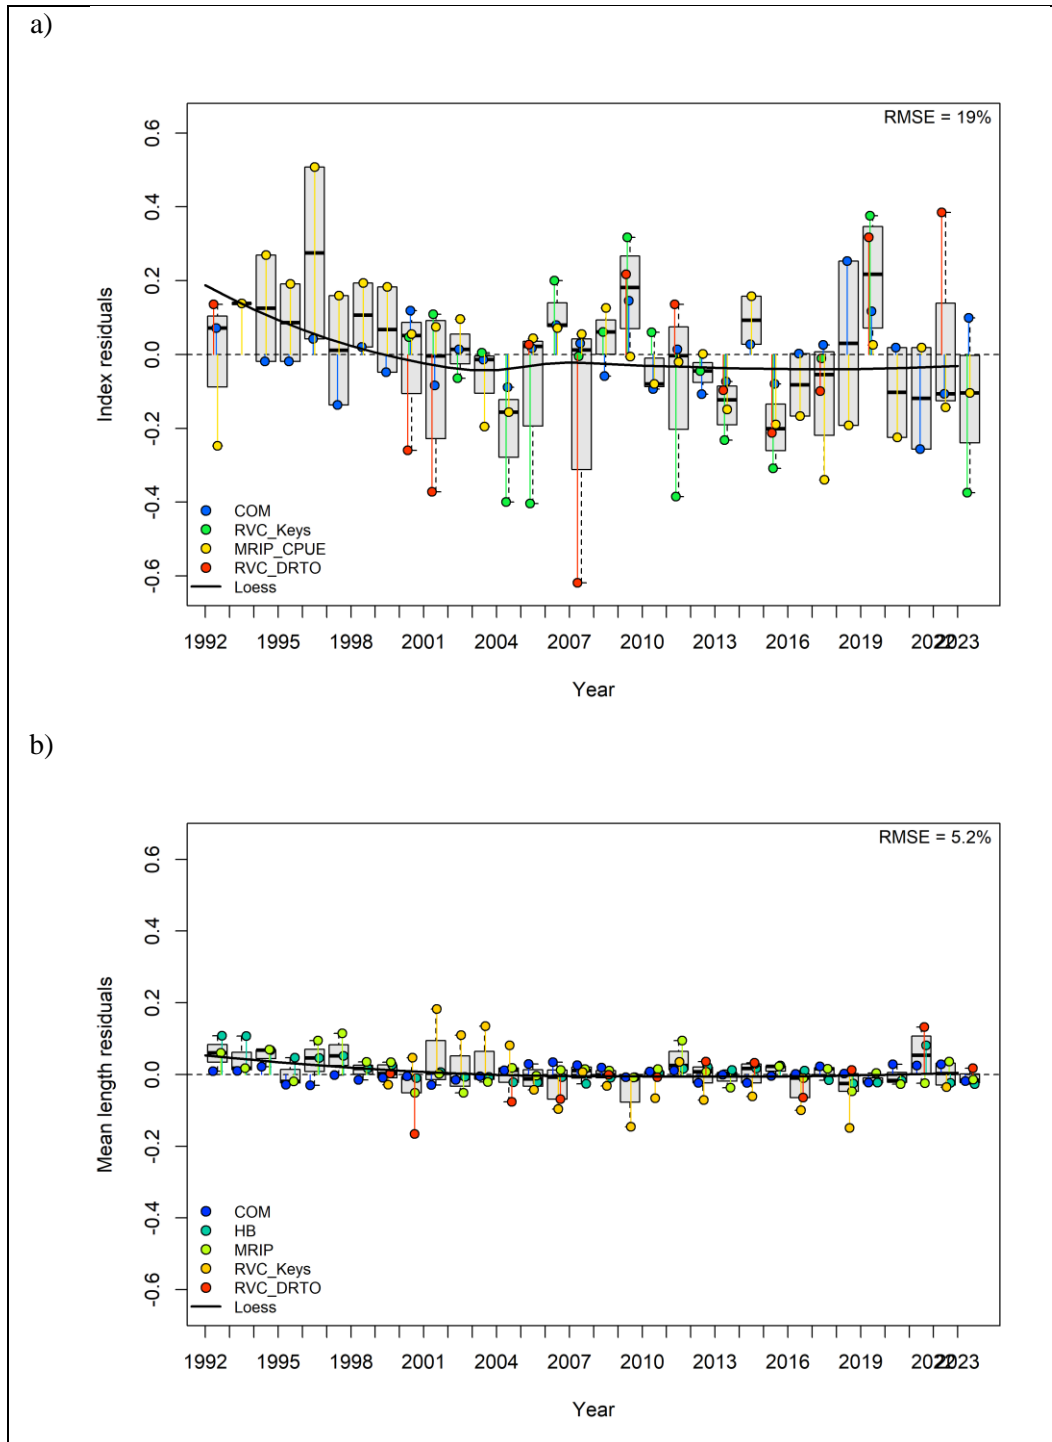 a)
RMSE = 19%
0.6
0.4
0.2
0.0
-0.2
-0.4
-0.6
Index residuals
COM
RVC_Keys
MRIP_CPUE
RVC_DRTO
Loess
1992 1995 1998 2001 2004 2007 2010 2013 2016 2019 2022 2023
Year
b)
RMSE = 5.2%
0.6
0.4
0.2
0.0
-0.2
-0.4
-0.6
Mean length residuals
COM
HB
MRIP
RVC_Keys
RVC_DRTO
Loess
1992 1995 1998 2001 2004 2007 2010 2013 2016 2019 2022 2023
Year